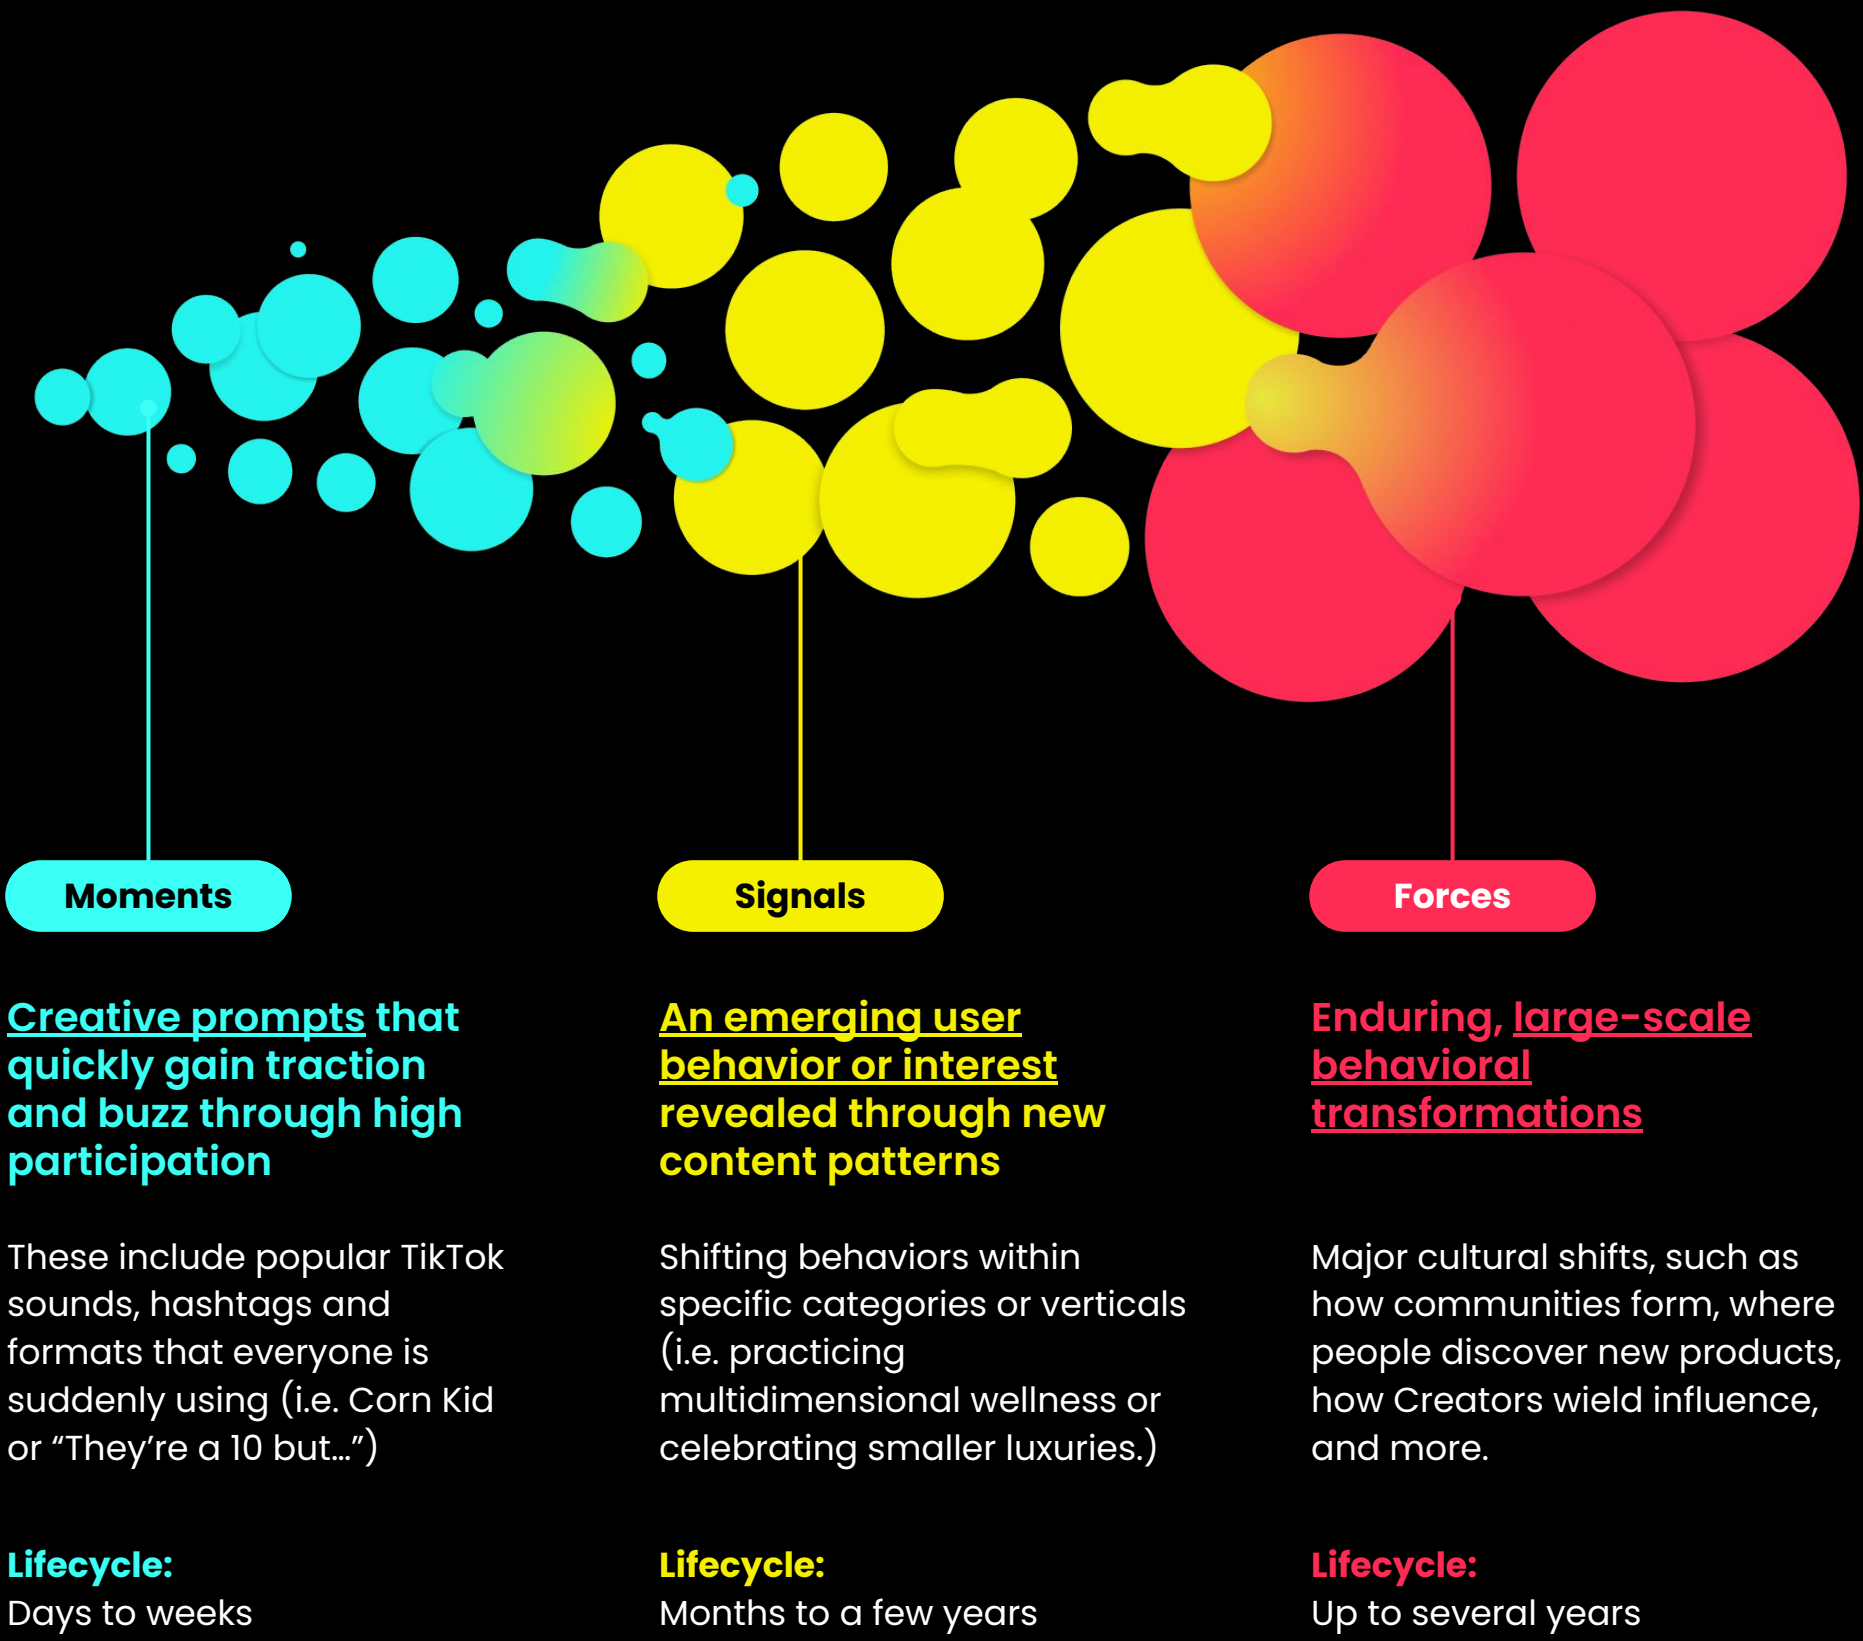 Moments
Creative prompts that
quickly gain traction
and buzz through high
participation
These include popular TikTok
sounds, hashtags and
formats that everyone is
suddenly using (i.e. Corn Kid
or “They’re a 10 but...”)
Lifecycle:
Days to weeks
Signals
An emerging user
behavior or interest
revealed through new
content patterns
Shifting behaviors within
specific categories or verticals
(i.e. practicing
multidimensional wellness or
celebrating smaller luxuries.)
Lifecycle:
Months to a few years
Forces
Enduring, large-scale
behavioral
transformations
Major cultural shifts, such as
how communities form, where
people discover new products,
how Creators wield influence,
and more.
Lifecycle:
Up to several years